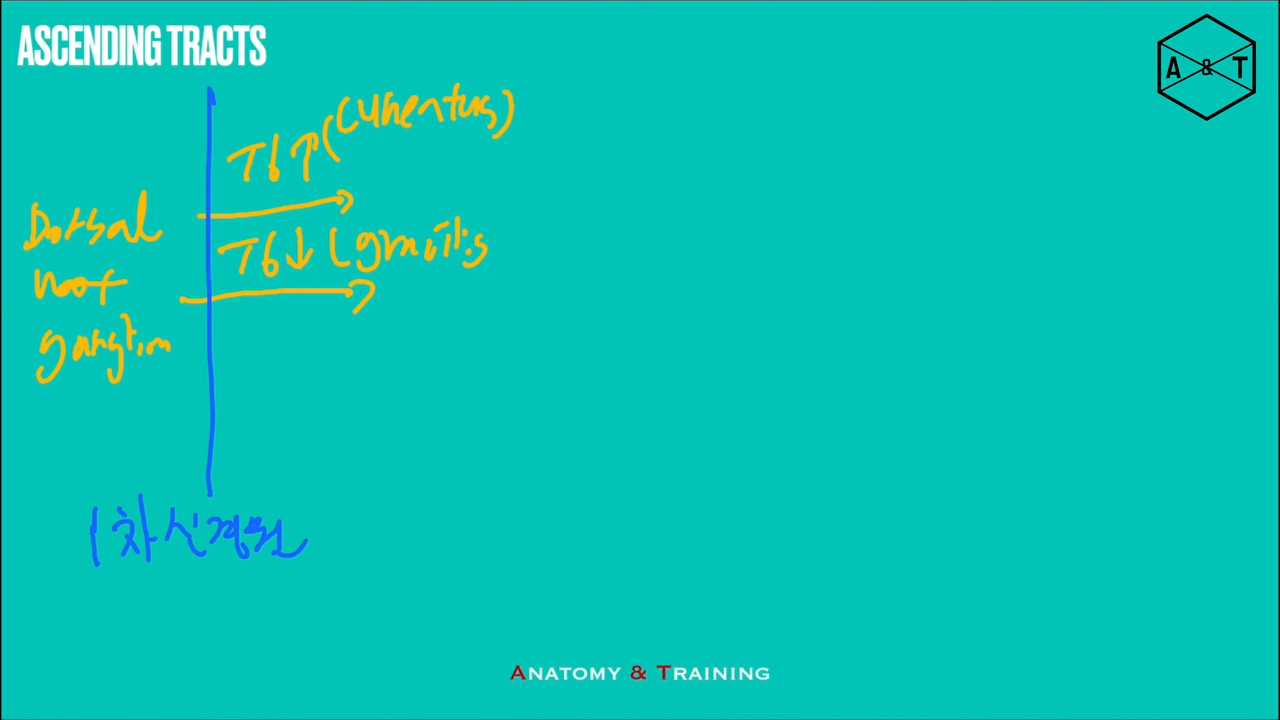 ASCENDING TRACTS
A & T
T6↑(Cuneatus)
Dorsal
T6↓(gracilis
root
ganglion
1차 신경원
ANATOMY & TRAINING